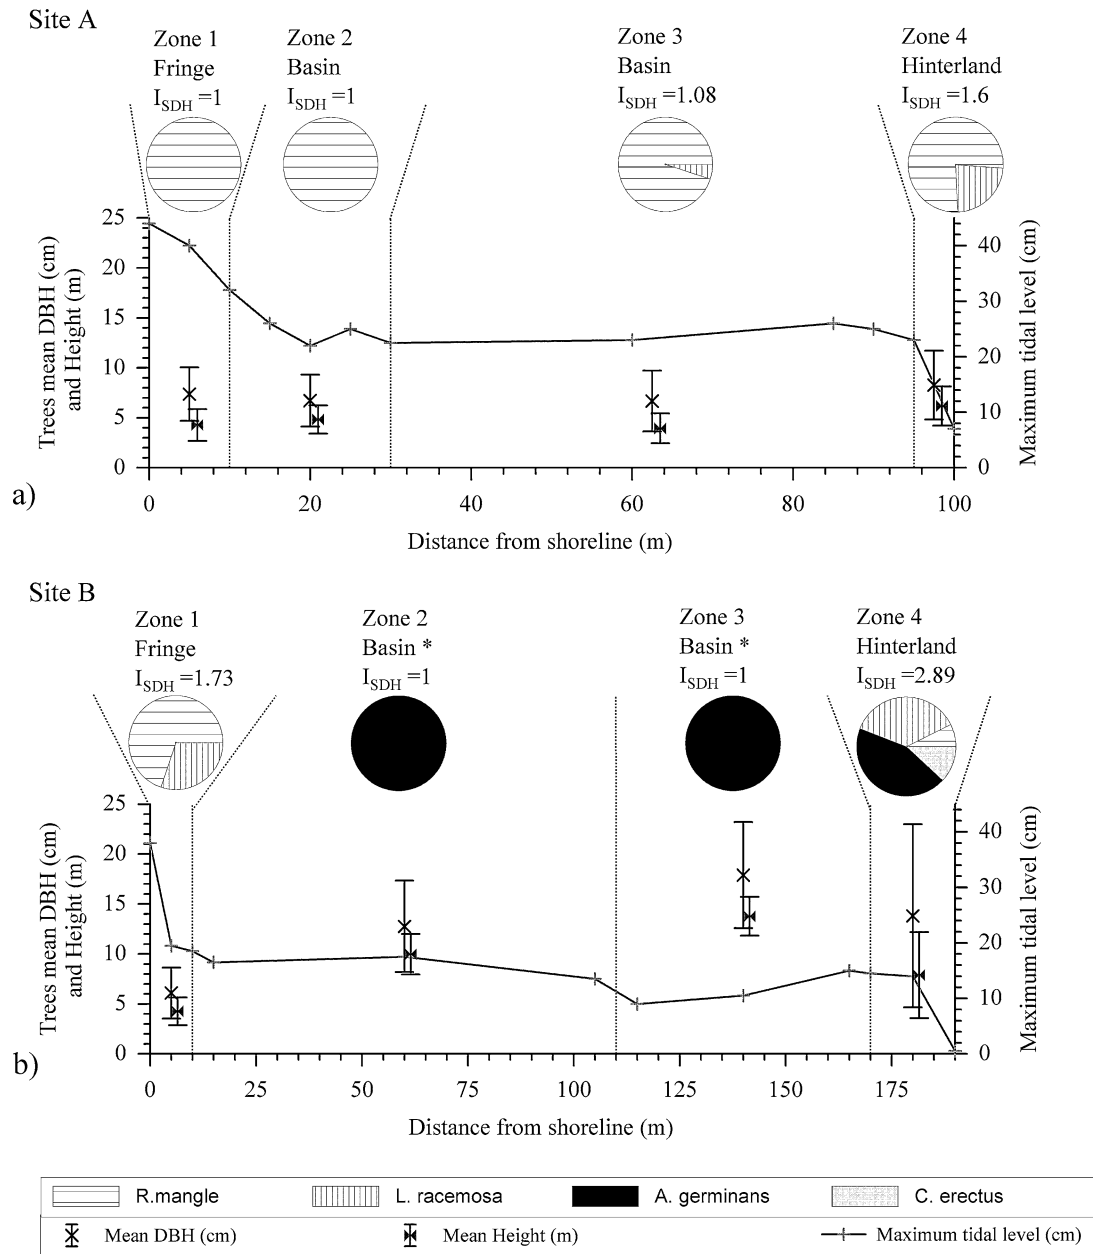 Site A
Zone 1
Fringe
I_SDH =1
Zone 2
Basin
I_SDH =1
Zone 3
Basin
I_SDH =1.08
Zone 4
Hinterland
I_SDH =1.6
Trees mean DBH (cm)
and Height (m)
25
20
15
10
5
0
Maximum tidal level (cm)
40
30
20
10
0
0 20 40 60 80 100
a)
Distance from shoreline (m)
Site B
Zone 1
Fringe
I_SDH =1.73
Zone 2
Basin *
I_SDH =1
Zone 3
Basin *
I_SDH =1
Zone 4
Hinterland
I_SDH =2.89
Trees mean DBH (cm)
and Height (m)
25
20
15
10
5
0
Maximum tidal level (cm)
40
30
20
10
0
b)
0 25 50 75 100 125 150 175
Distance from shoreline (m)
R.mangle L. racemosa A. germinans C. erectus
Mean DBH (cm) Mean Height (m) Maximum tidal level (cm)